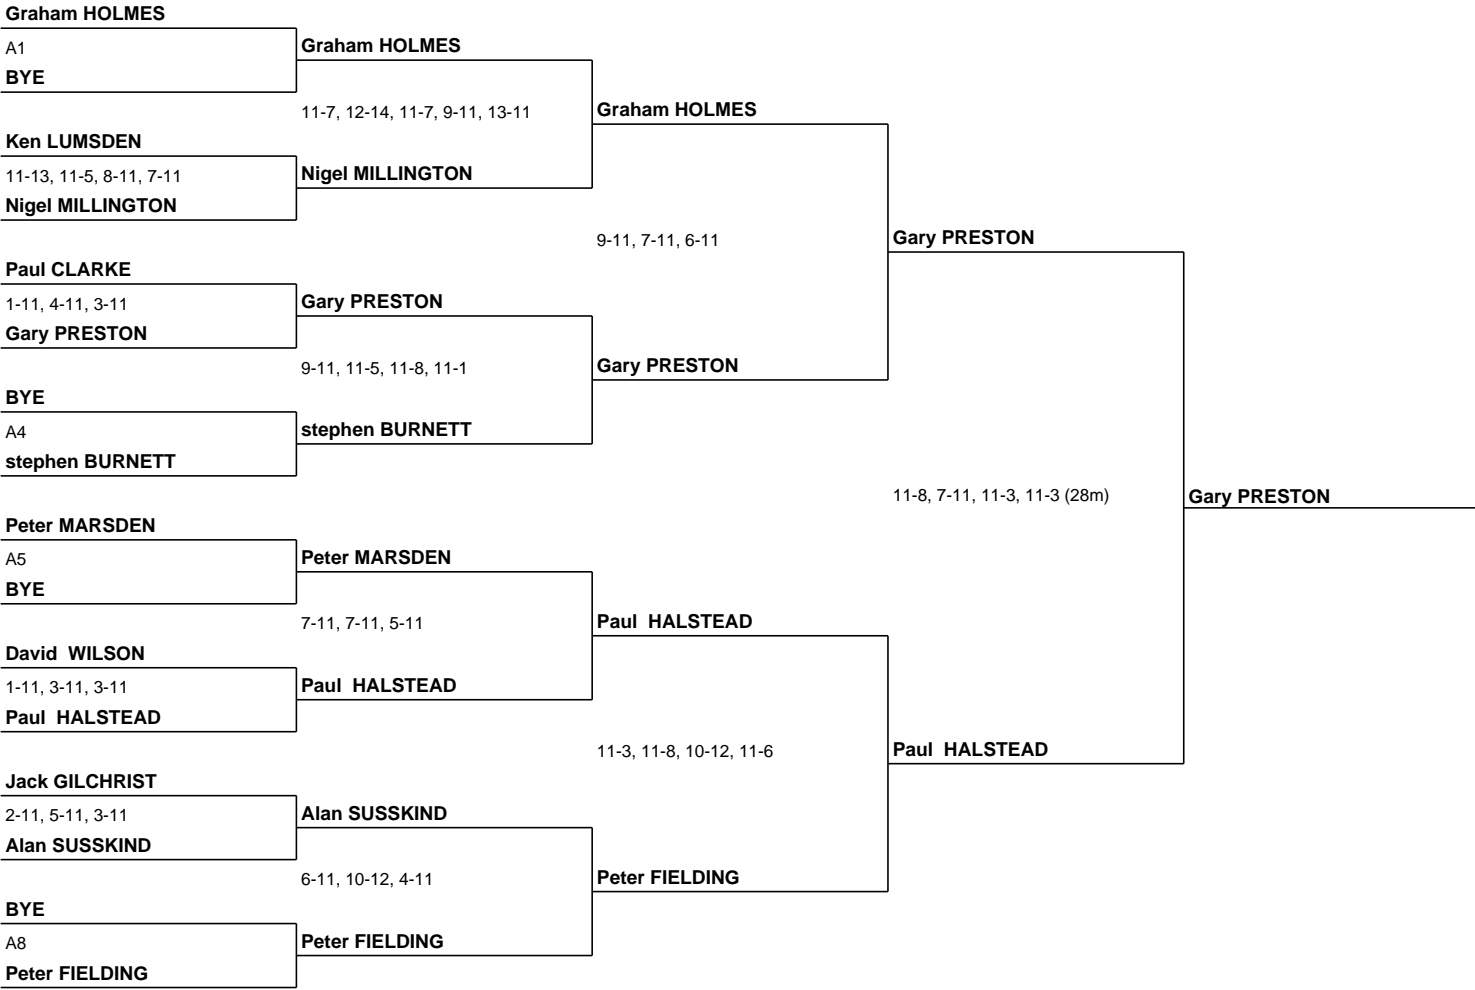 Graham HOLMES
A1
BYE
Ken LUMSDEN
11-13, 11-5, 8-11, 7-11
Nigel MILLINGTON
Paul CLARKE
1-11, 4-11, 3-11
Gary PRESTON
BYE
A4
stephen BURNETT
Peter MARSDEN
A5
BYE
David  WILSON
1-11, 3-11, 3-11
Paul  HALSTEAD
Jack GILCHRIST
2-11, 5-11, 3-11
Alan SUSSKIND
BYE
A8
Peter FIELDING
Graham HOLMES
11-7, 12-14, 11-7, 9-11, 13-11
Nigel MILLINGTON
Gary PRESTON
9-11, 11-5, 11-8, 11-1
stephen BURNETT
Peter MARSDEN
7-11, 7-11, 5-11
Paul  HALSTEAD
Alan SUSSKIND
6-11, 10-12, 4-11
Peter FIELDING
Graham HOLMES
9-11, 7-11, 6-11
Gary PRESTON
Paul  HALSTEAD
11-3, 11-8, 10-12, 11-6
Peter FIELDING
Gary PRESTON
11-8, 7-11, 11-3, 11-3 (28m)
Paul  HALSTEAD
Gary PRESTON